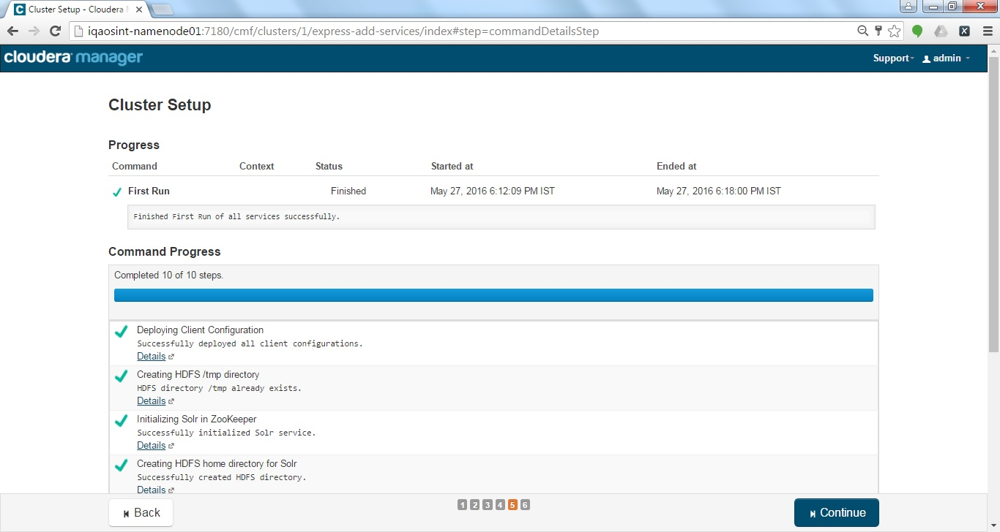 Cluster Setup - Cloudera M
iqaosint-namenode01:7180/cmf/clusters/1/express-add-services/index#step=commandDetailsStep
cloudera manager
Support
admin
Cluster Setup
Progress
Command Context Status Started at Ended at
First Run Finished May 27, 2016 6:12:09 PM IST May 27, 2016 6:18:00 PM IST
Finished First Run of all services successfully.
Command Progress
Completed 10 of 10 steps.
Deploying Client Configuration
Successfully deployed all client configurations.
Details
Creating HDFS /tmp directory
HDFS directory /tmp already exists.
Details
Initializing Solr in ZooKeeper
Successfully initialized Solr service.
Details
Creating HDFS home directory for Solr
Successfully created HDFS directory.
Details
Back
1 2 3 4 5 6
Continue